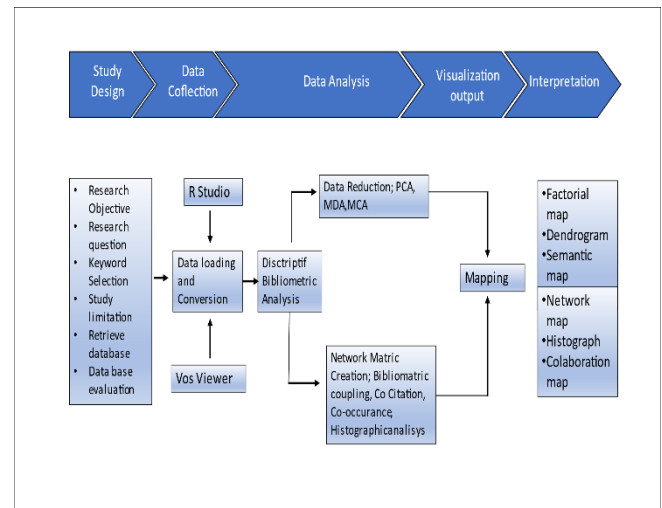 Study
Design
Data
Coflection
Data Analysis
Visualization
output
Interpretation
• Research
Objective
• Research
question
• Keyword
Selection
• Study
limitation
• Retrieve
database
• Data base
evaluation
R Studio
Data loading
and
Conversion
Vos Viewer
Disctriptif
Bibliometric
Analysis
Data Reduction; PCA,
MDA,MCA
Network Matric
Creation; Bibliomatric
coupling, Co Citation,
Co-occurance,
Histographicanalisys
Mapping
•Factorial
map
•Dendrogram
•Semantic
map
•Network
map
•Histograph
•Colaboration
map